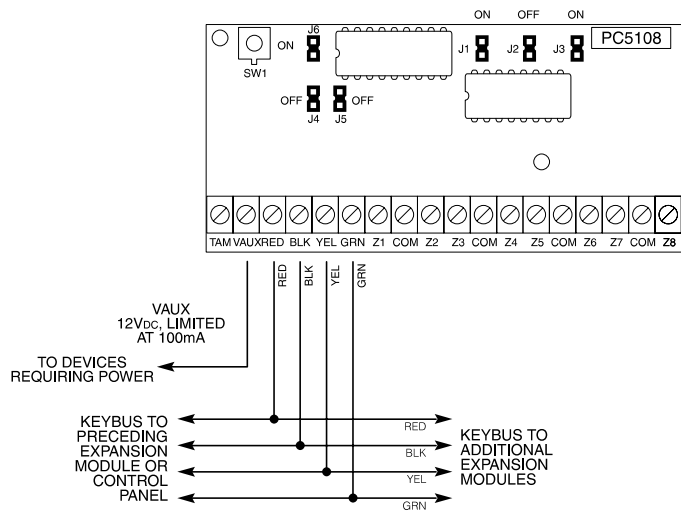 ON OFF ON
J6
ON
SW1
J1 J2 J3
PC5108
OFF OFF
J4 J5
TAM VAUX RED BLK YEL GRN Z1 COM Z2 Z3 COM Z4 Z5 COM Z6 Z7 COM Z8
RED
BLK
YEL
GRN
VAUX
12VDC, LIMITED
AT 100mA
TO DEVICES
REQUIRING POWER
KEYBUS TO
PRECEDING
EXPANSION
MODULE OR
CONTROL
PANEL
RED
BLK
YEL
GRN
KEYBUS TO
ADDITIONAL
EXPANSION
MODULES